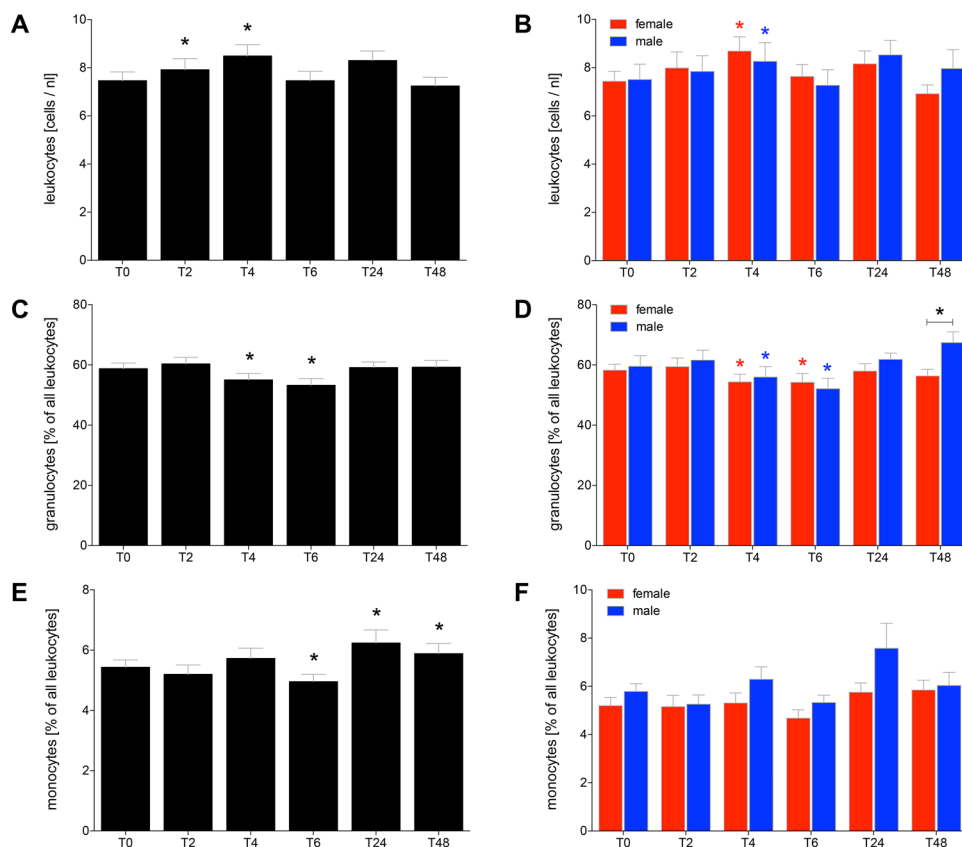 A
leukocytes [cells / nl]
10
8
6
4
2
0
* *
T0 T2 T4 T6 T24 T48
B
leukocytes [cells / nl]
10
8
6
4
2
0
female
male
* *
T0 T2 T4 T6 T24 T48
C
granulocytes [% of all leukocytes]
80
60
40
20
0
* *
T0 T2 T4 T6 T24 T48
D
granulocytes [% of all leukocytes]
80
60
40
20
0
female
male
* * * * *
T0 T2 T4 T6 T24 T48
E
monocytes [% of all leukocytes]
8
6
4
2
0
* * *
T0 T2 T4 T6 T24 T48
F
monocytes [% of all leukocytes]
10
8
6
4
2
0
female
male
T0 T2 T4 T6 T24 T48